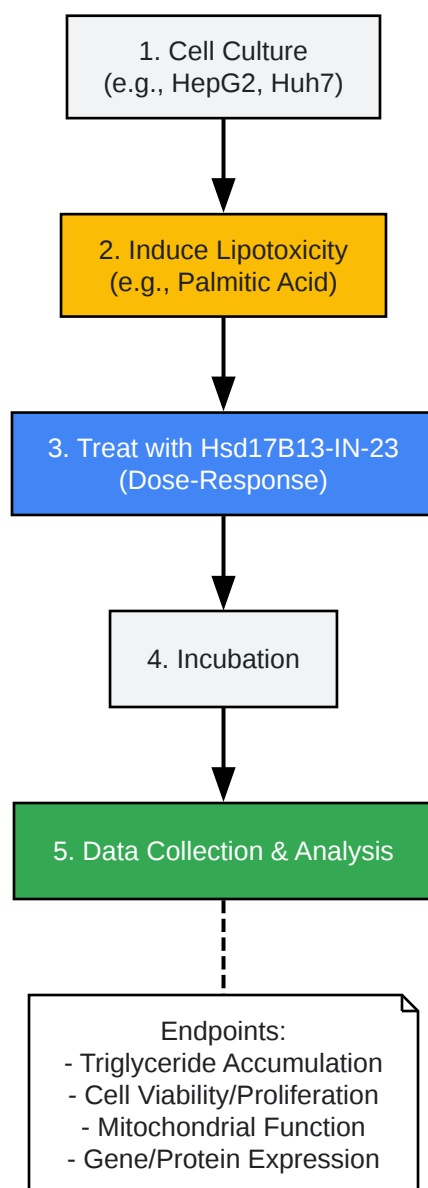 1. Cell Culture
(e.g., HepG2, Huh7)
2. Induce Lipotoxicity
(e.g., Palmitic Acid)
3. Treat with Hsd17B13-IN-23
(Dose-Response)
4. Incubation
5. Data Collection & Analysis
Endpoints:
- Triglyceride Accumulation
- Cell Viability/Proliferation
- Mitochondrial Function
- Gene/Protein Expression